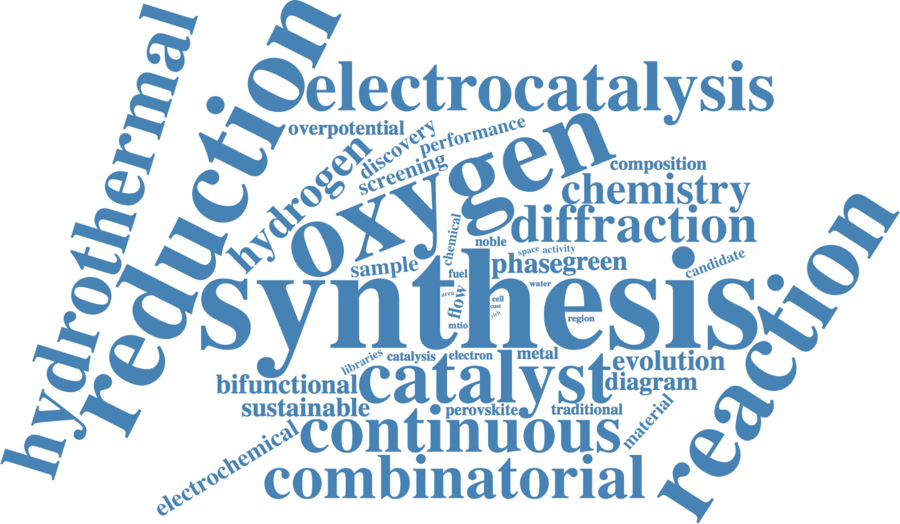 hydrothermal
reduction
electrocatalysis
overpotential
discovery
performance
screening
hydrogen
oxygen
composition
chemistry
diffraction
chemical
noble
space
activity
sample
fuel
phase
green
candidate
synthesis
water
area
flow
cell
cost
rich
mtio
region
reaction
libraries
catalysis
electron
metal
evolution
bifunctional
catalyst
diagram
sustainable
perovskite
traditional
material
electrochemical
continuous
combinatorial